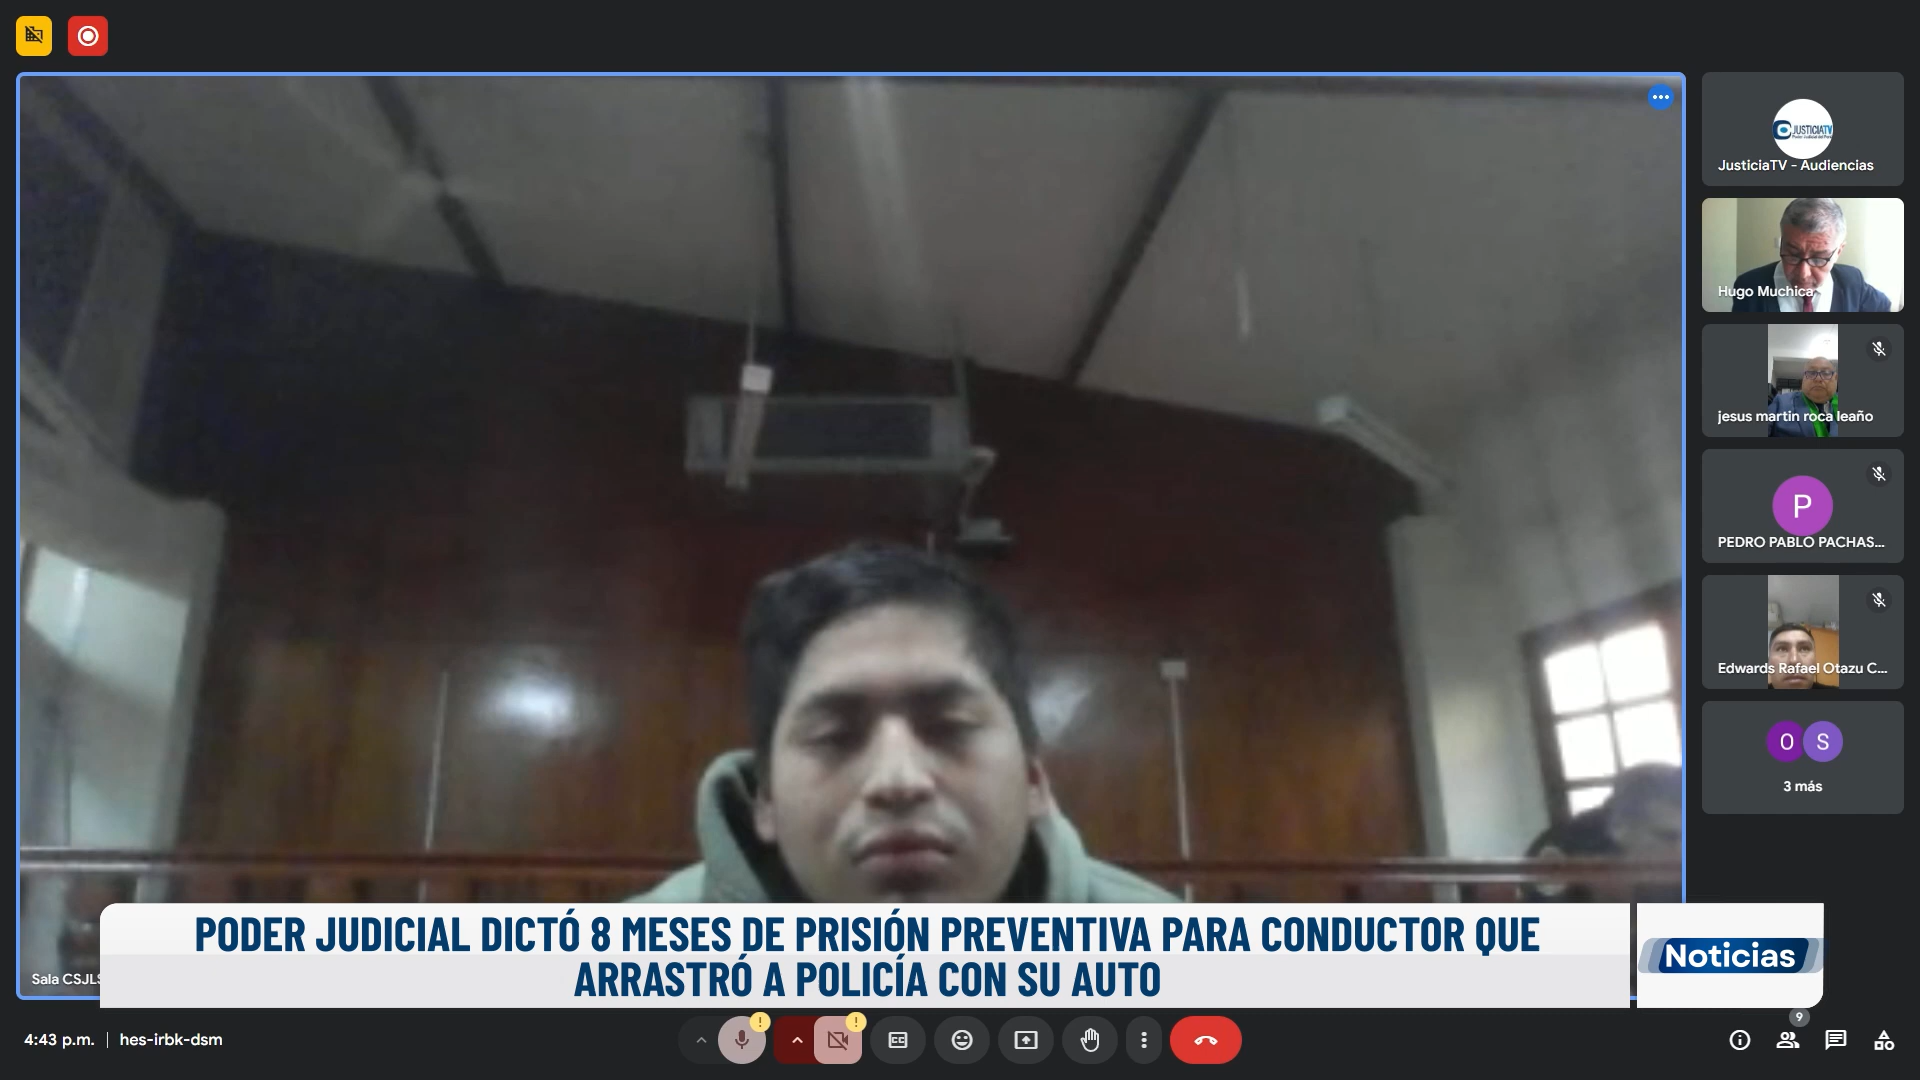 JUSTICIATV
JusticiaTV - Audiencias
Hugo Muchica
jesus martin roca leaño
P
PEDRO PABLO PACHAS...
Edwards Rafael Otazu C...
O S
3 más
PODER JUDICIAL DICTÓ 8 MESES DE PRISIÓN PREVENTIVA PARA CONDUCTOR QUE
ARRASTRÓ A POLICÍA CON SU AUTO
Noticias
Sala CSJLS
4:43 p.m. | hes-irbk-dsm
CC
9